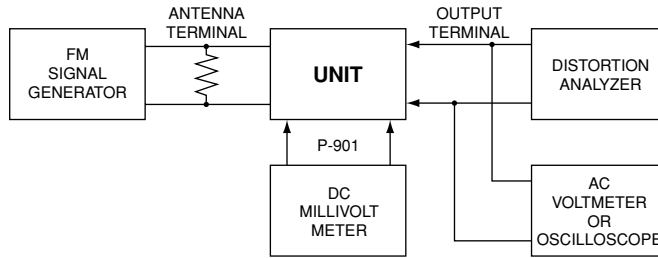 ANTENNA
TERMINAL
OUTPUT
TERMINAL
FM
SIGNAL
GENERATOR
UNIT
DISTORTION
ANALYZER
P-901
DC
MILLIVOLT
METER
AC
VOLTMETER
OR
OSCILLOSCOPE